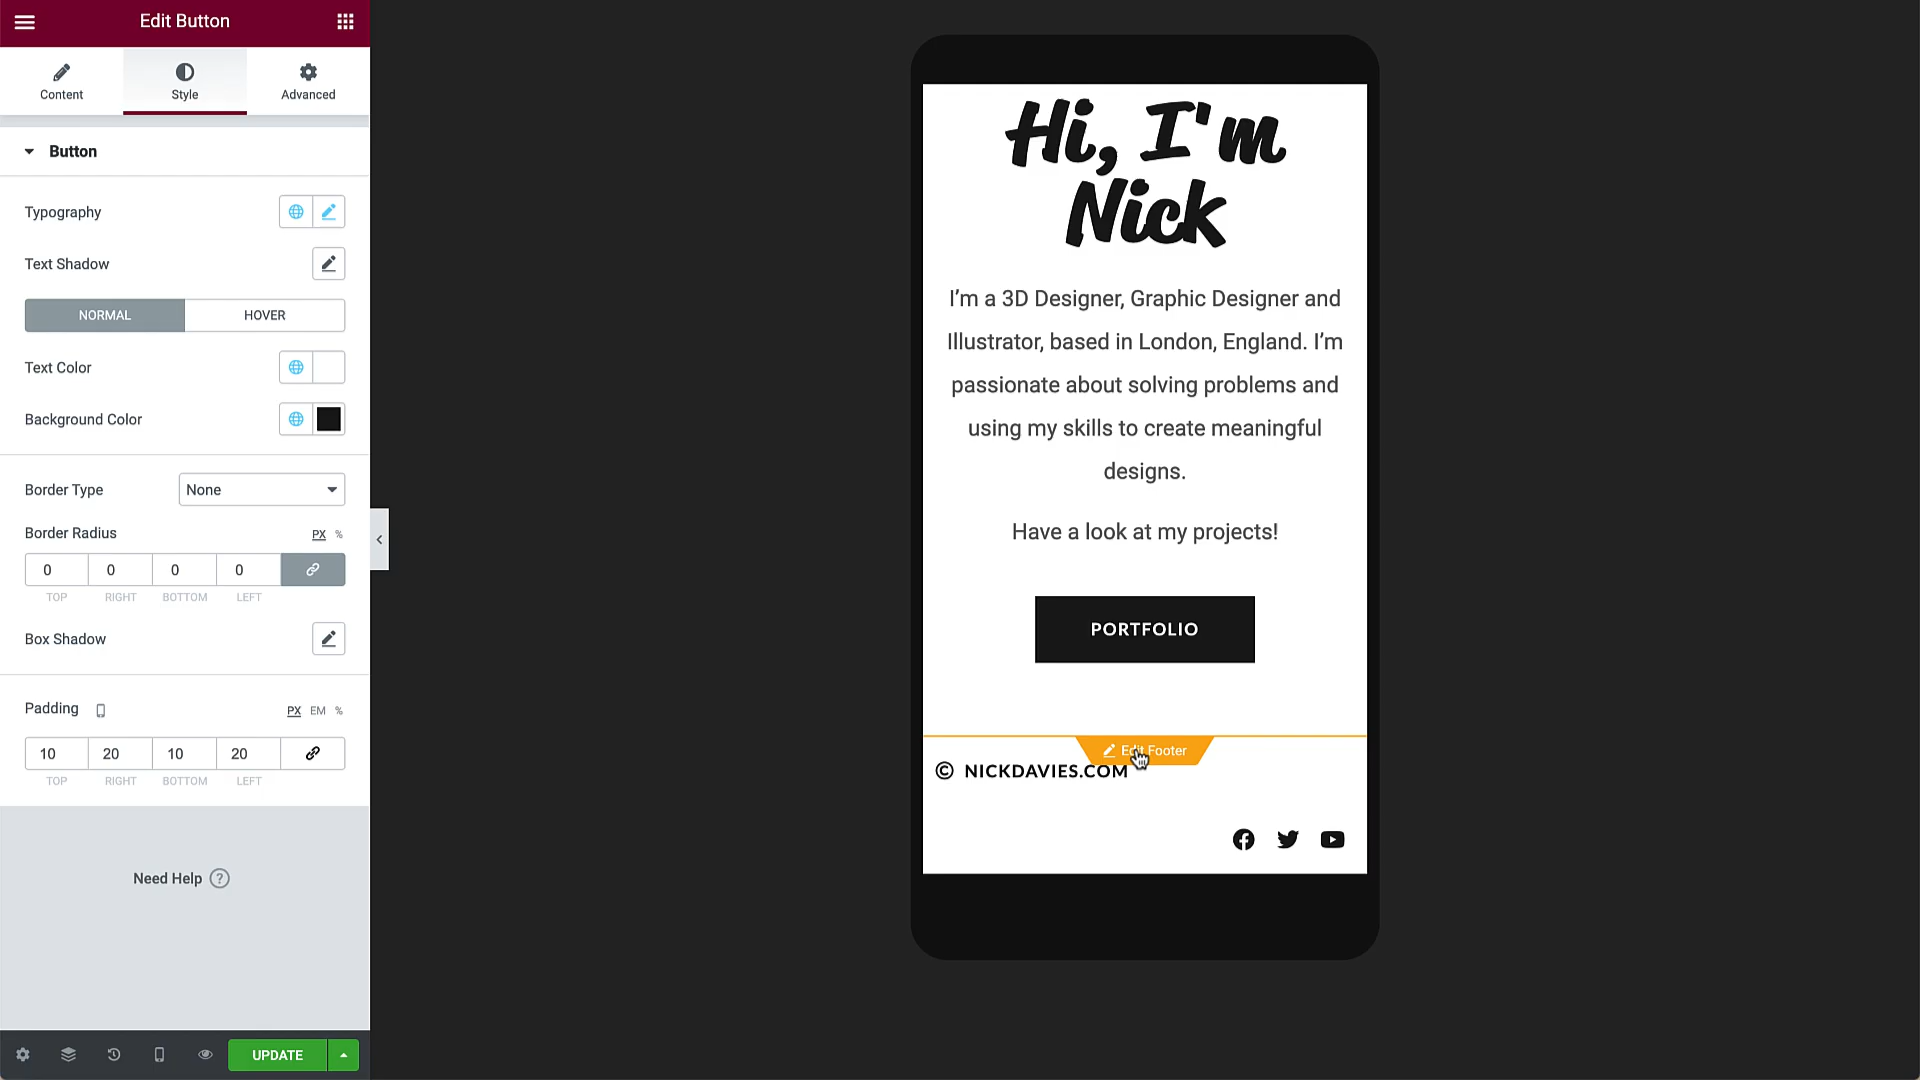 Edit Button
Content
Style
Advanced
Button
Typography
Text Shadow
NORMAL
HOVER
Text Color
Background Color
Border Type
None
Border Radius
PX %
0 0 0 0
TOP RIGHT BOTTOM LEFT
Box Shadow
Padding
PX EM %
10 20 10 20
TOP RIGHT BOTTOM LEFT
Need Help ?
UPDATE
Hi, I'm
Nick
I’m a 3D Designer, Graphic Designer and
Illustrator, based in London, England. I’m
passionate about solving problems and
using my skills to create meaningful
designs.
Have a look at my projects!
PORTFOLIO
Edit Footer
© NICKDAVIES.COM